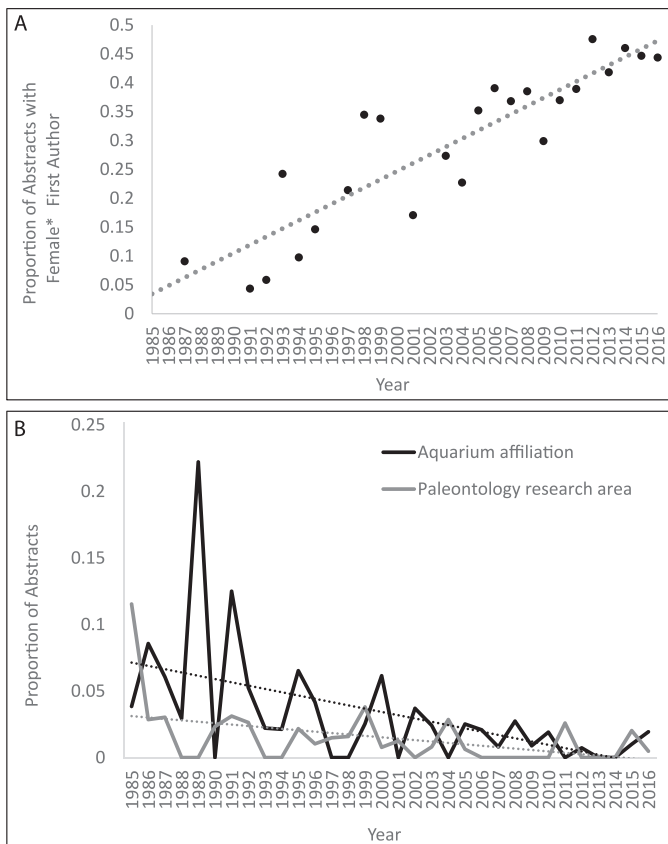 A
Proportion of Abstracts with
Female* First Author
0.5
0.45
0.4
0.35
0.3
0.25
0.2
0.15
0.1
0.05
0
1985 1986 1987 1988 1989 1990 1991 1992 1993 1994 1995 1996 1997 1998 1999 2000 2001 2002 2003 2004 2005 2006 2007 2008 2009 2010 2011 2012 2013 2014 2015 2016
Year
B
Proportion of Abstracts
0.25
0.2
0.15
0.1
0.05
0
Aquarium affiliation
Paleontology research area
1985 1986 1987 1988 1989 1990 1991 1992 1993 1994 1995 1996 1997 1998 1999 2000 2001 2002 2003 2004 2005 2006 2007 2008 2009 2010 2011 2012 2013 2014 2015 2016
Year